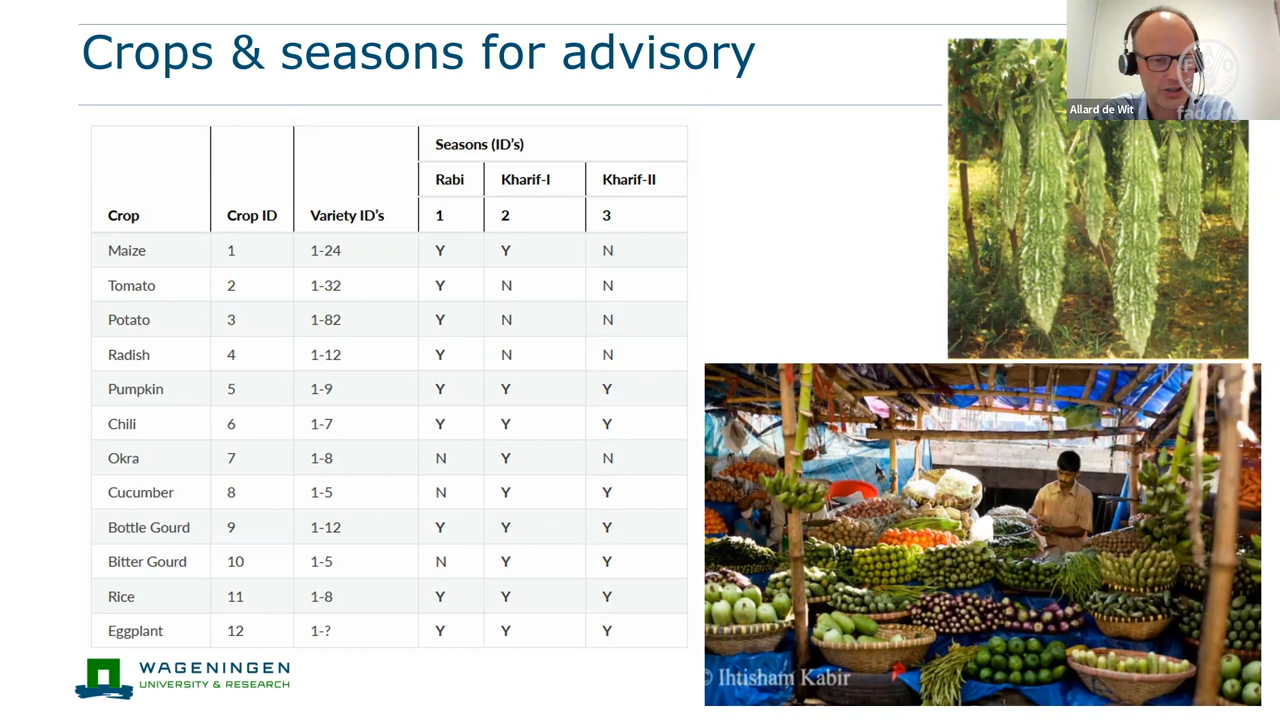 Crops & seasons for advisory
Allard de Wit
FAO
fao.org
Seasons (ID's)
Rabi Kharif-I Kharif-II
Crop Crop ID Variety ID's 1 2 3
Maize 1 1-24 Y Y N
Tomato 2 1-32 Y N N
Potato 3 1-82 Y N N
Radish 4 1-12 Y N N
Pumpkin 5 1-9 Y Y Y
Chili 6 1-7 Y Y Y
Okra 7 1-8 N Y N
Cucumber 8 1-5 N Y Y
Bottle Gourd 9 1-12 Y Y Y
Bitter Gourd 10 1-5 N Y Y
Rice 11 1-8 Y Y Y
Eggplant 12 1-? Y Y Y
WAGENINGEN
UNIVERSITY & RESEARCH
© Ihtisham Kabir